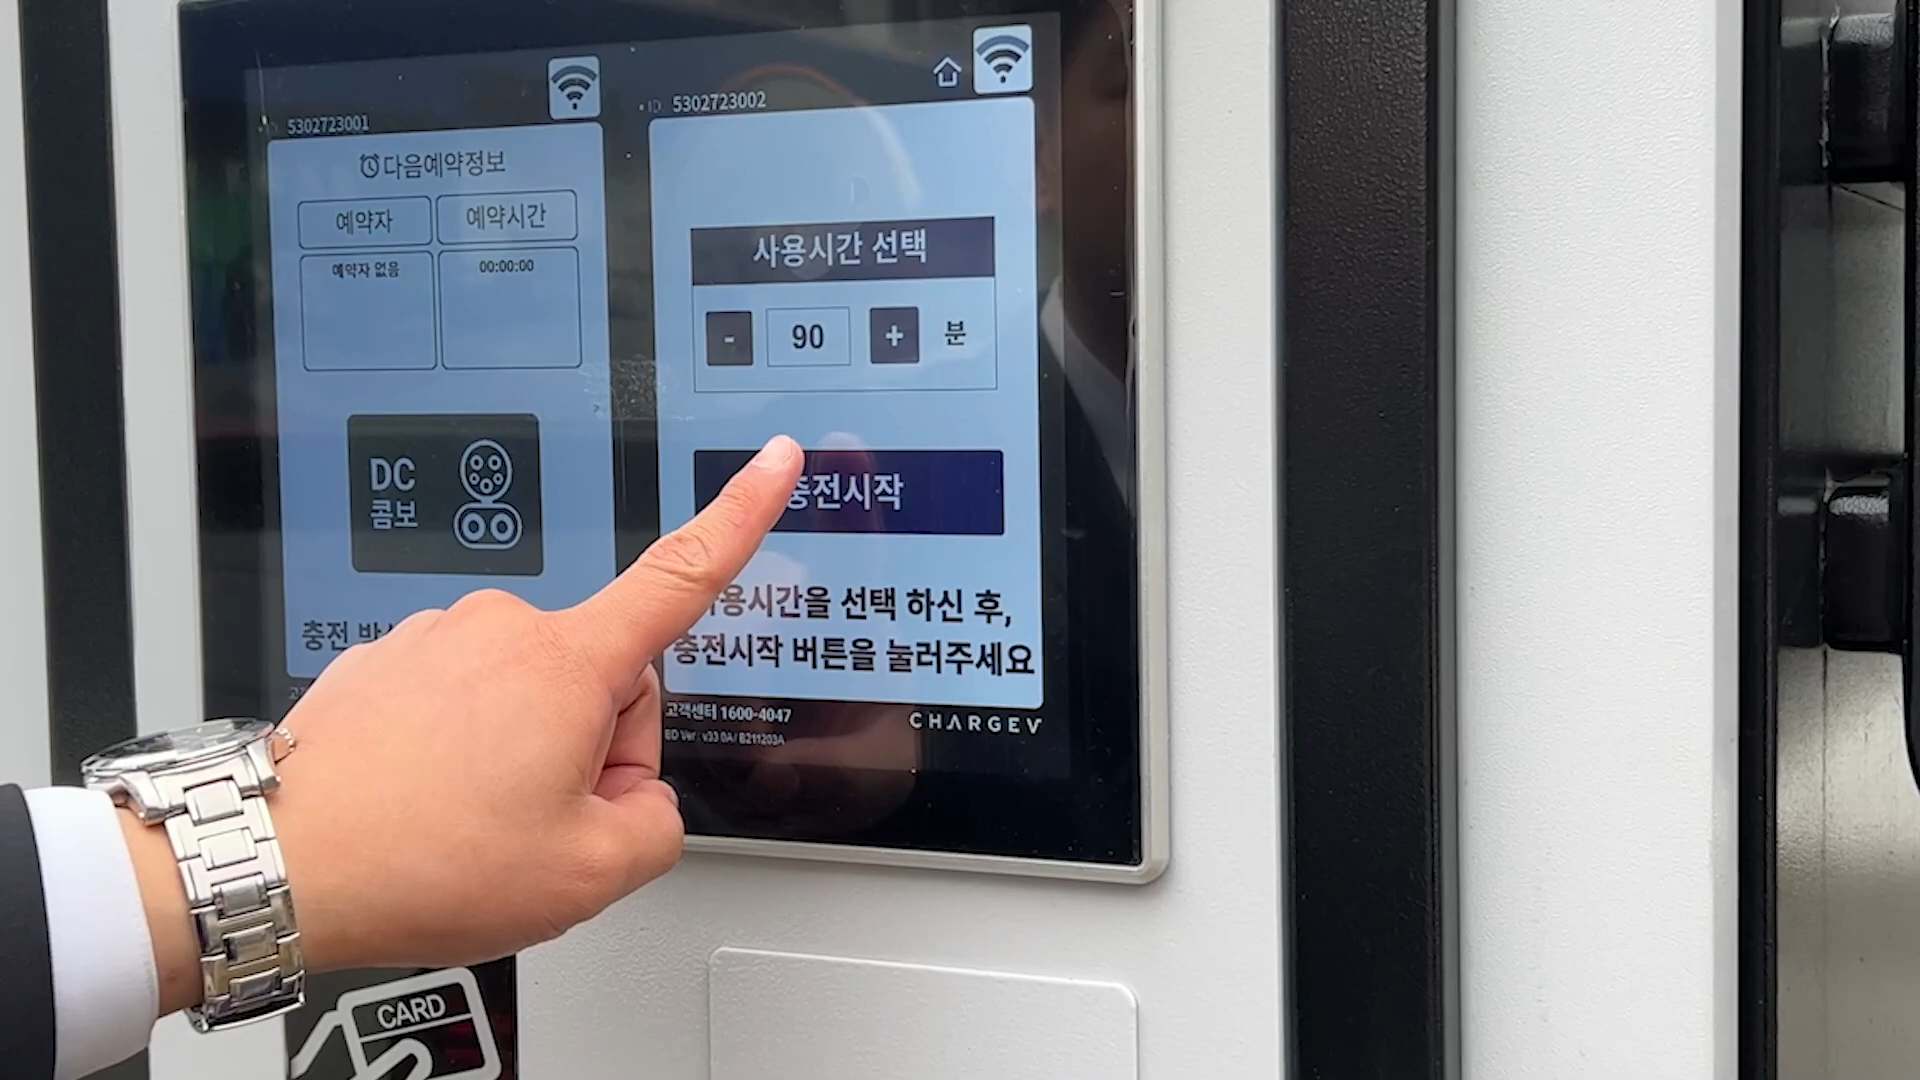 5302723001
다음예약정보
예약자 예약시간
예약자 없음 00:00:00
DC
콤보
충전
ID 5302723002
사용시간 선택
- 90 + 분
충전시작
사용시간을 선택 하신 후,
충전시작 버튼을 눌러주세요
고객센터 1600-4047
CHARGEV
BD Ver : v33 0A/ B211203A
CARD